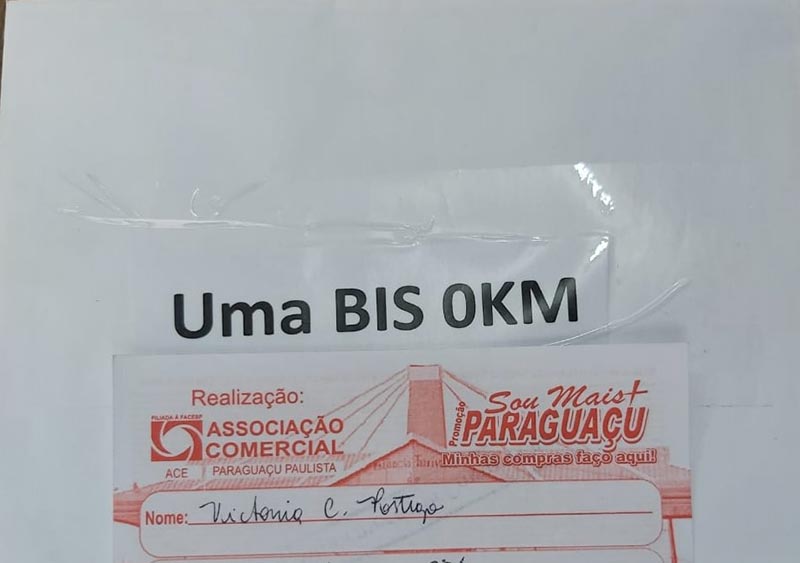 Uma BIS 0KM
Realização:
FILIADA À FACESP
ASSOCIAÇÃO
COMERCIAL
ACE PARAGUAÇU PAULISTA
Promoção
Sou Mais+
PARAGUAÇU
Minhas compras faço aqui!
Nome: Victoria C.